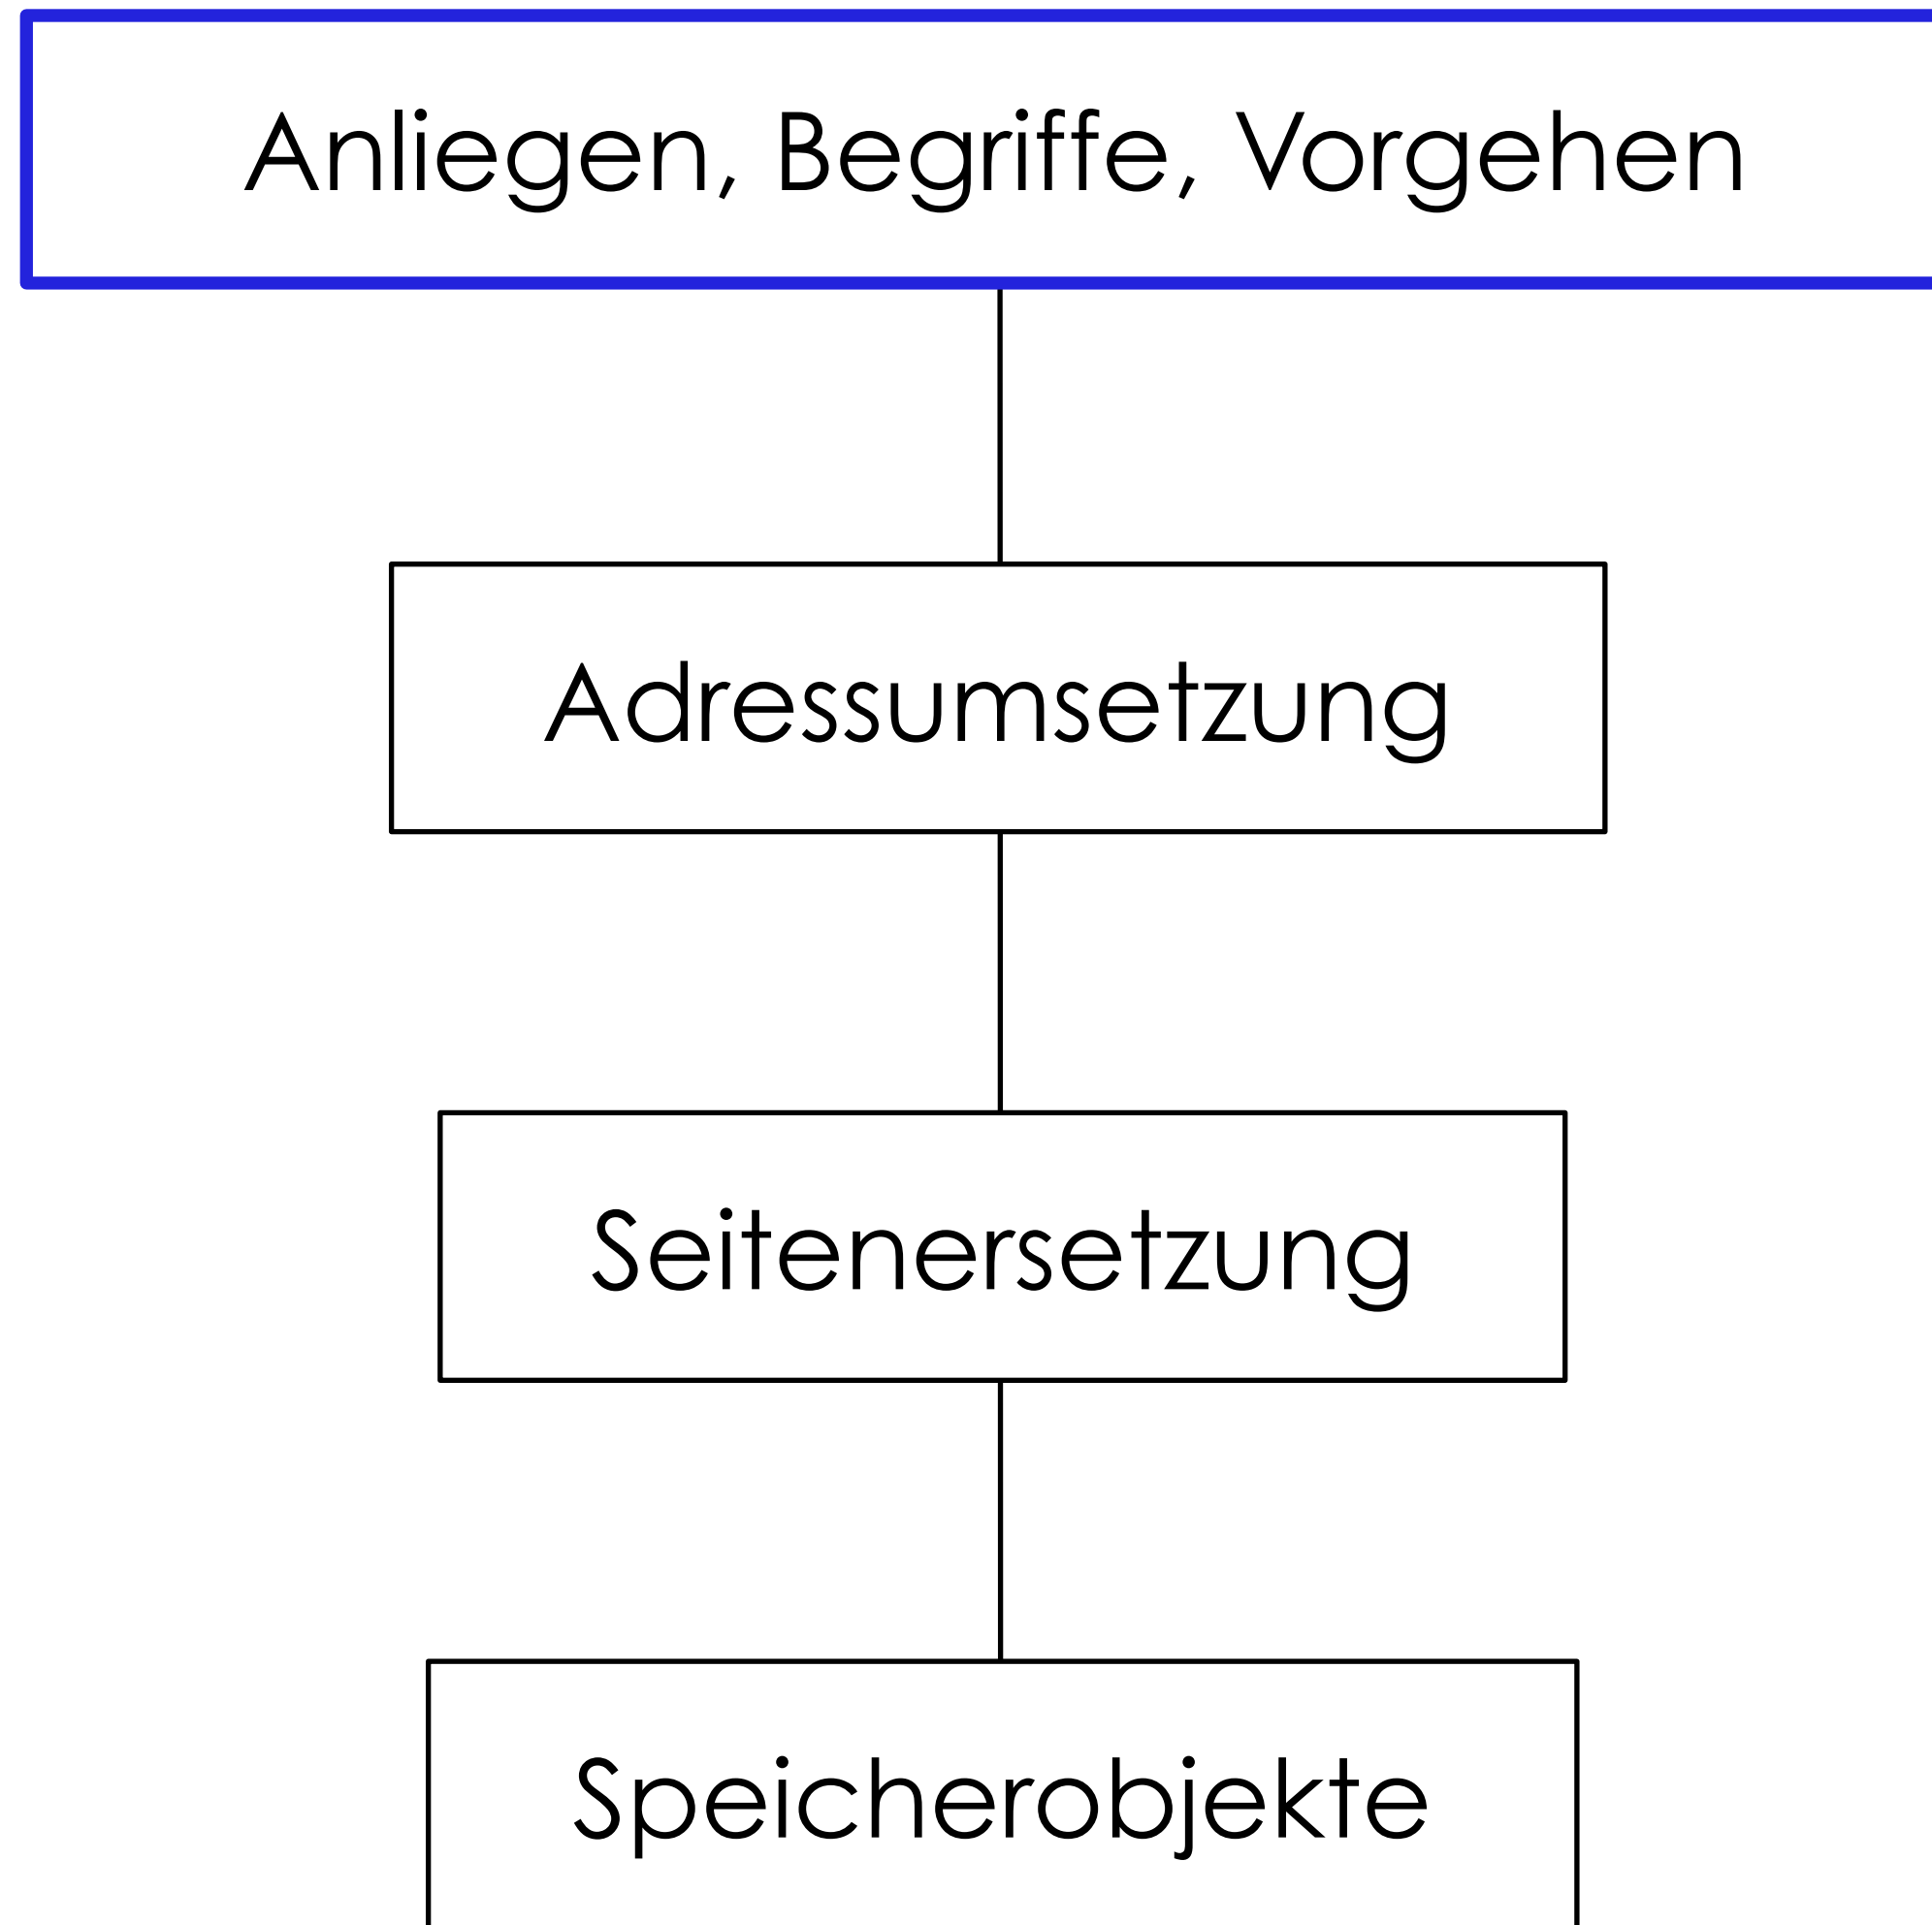 Anliegen, Begriffe, Vorgehen
Adressumsetzung
Seitenersetzung
Speicherobjekte